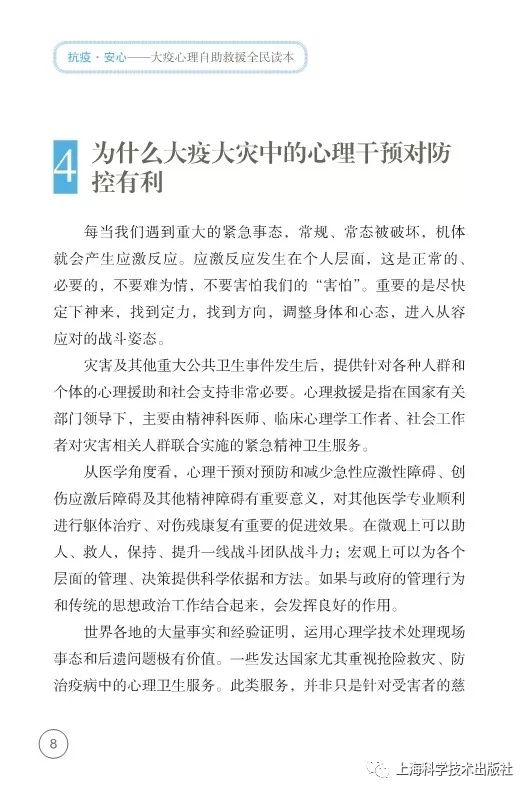 抗疫·安心——大疫心理自助救援全民读本
4 为什么大疫大灾中的心理干预对防
控有利
每当我们遇到重大的紧急事态，常规、常态被破坏，机体
就会产生应激反应。应激反应发生在个人层面，这是正常的、
必要的，不要难为情，不要害怕我们的“害怕”。重要的是尽快
定下神来，找到定力，找到方向，调整身体和心态，进入从容
应对的战斗姿态。
灾害及其他重大公共卫生事件发生后，提供针对各种人群和
个体的心理援助和社会支持非常必要。心理救援是指在国家有关
部门领导下，主要由精神科医师、临床心理学工作者、社会工作
者对灾害相关人群联合实施的紧急精神卫生服务。
从医学角度看，心理干预对预防和减少急性应激性障碍、创
伤应激后障碍及其他精神障碍有重要意义，对其他医学专业顺利
进行躯体治疗、对伤残康复有重要的促进效果。在微观上可以助
人、救人，保持、提升一线战斗团队战斗力；宏观上可以为各个
层面的管理、决策提供科学依据和方法。如果与政府的管理行为
和传统的思想政治工作结合起来，会发挥良好的作用。
世界各地的大量事实和经验证明，运用心理学技术处理现场
事态和后遗问题极有价值。一些发达国家尤其重视抢险救灾、防
治疫病中的心理卫生服务。此类服务，并非只是针对受害者的慈
8
上海科学技术出版社